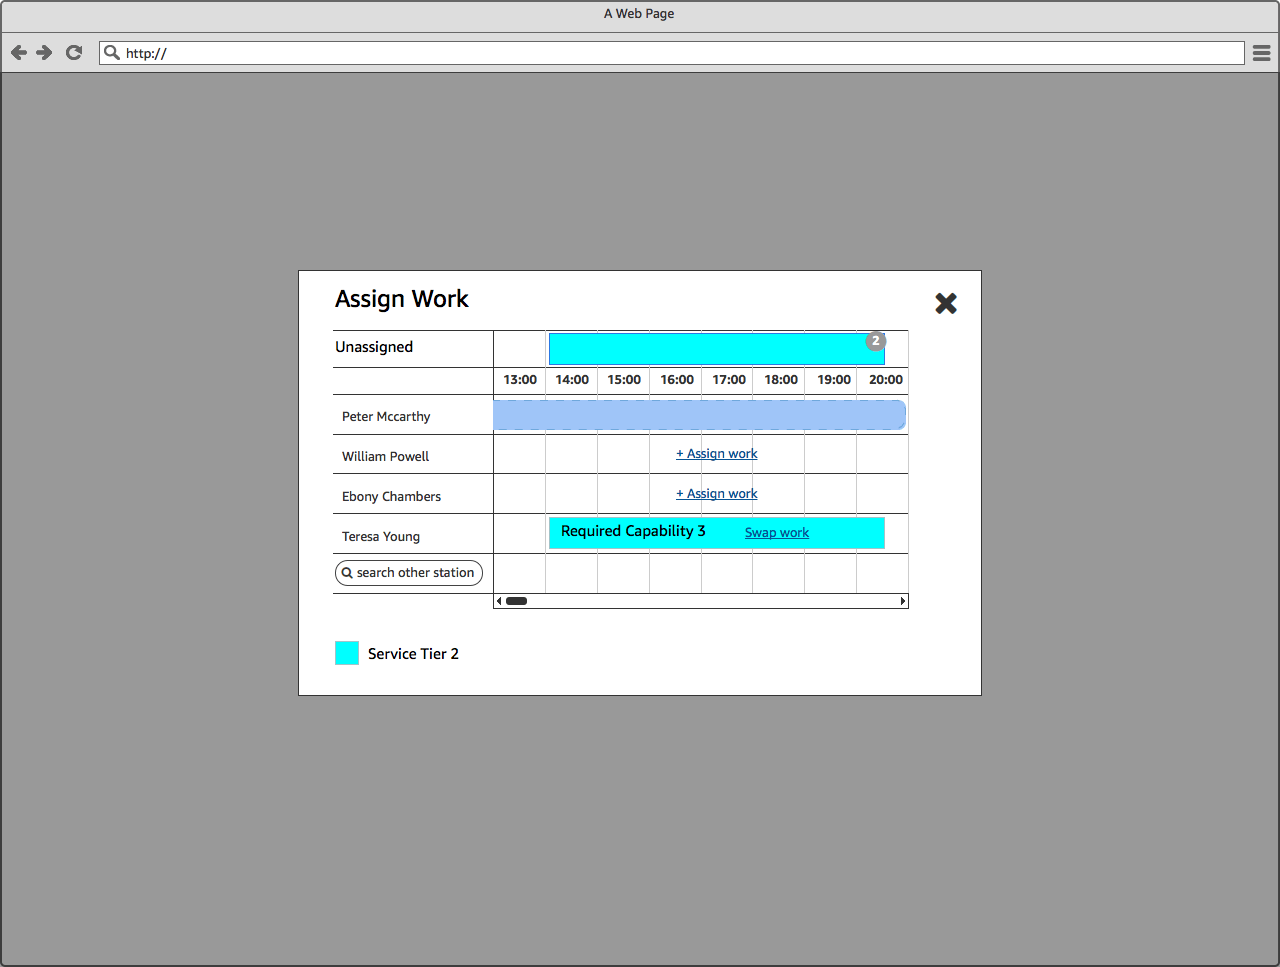 A Web Page
http://
Assign Work
Unassigned
2
13:00 14:00 15:00 16:00 17:00 18:00 19:00 20:00
Peter Mccarthy
William Powell + Assign work
Ebony Chambers + Assign work
Teresa Young Required Capability 3 Swap work
search other station
Service Tier 2